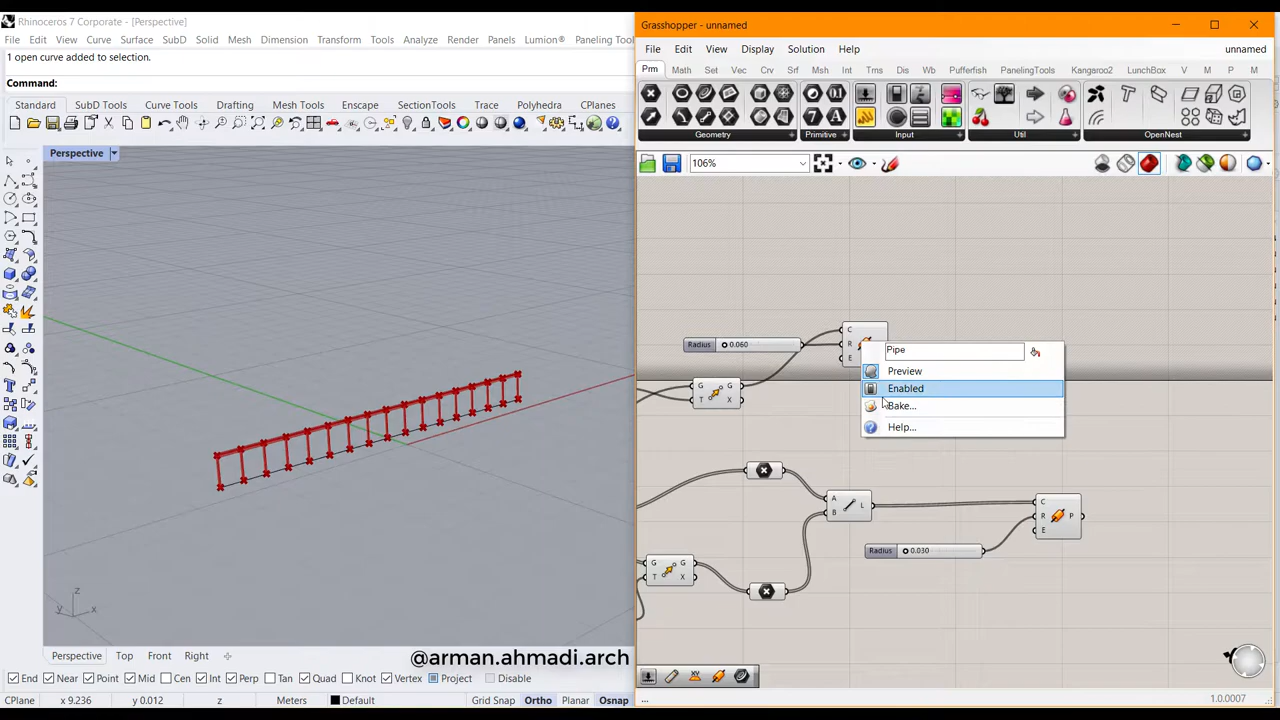 Rhinoceros 7 Corporate - [Perspective]
File Edit View Curve Surface SubD Solid Mesh Dimension Transform Tools Analyze Render Panels Lumion® Paneling Tool
1 open curve added to selection.
Command:
Standard SubD Tools Curve Tools Drafting Mesh Tools Enscape SectionTools Trace Polyhedra CPlanes
Perspective
z
y x
@arman.ahmadi.arch
Perspective Top Front Right
End Near Point Mid Cen Int Perp Tan Quad Knot Vertex Project Disable
CPlane x 9.236 y 0.012 z Meters Default Grid Snap Ortho Planar Osnap
Grasshopper - unnamed
File Edit View Display Solution Help unnamed
Prm Math Set Vec Crv Srf Msh Int Trns Dis Wb Pufferfish PanelingTools Kangaroo2 LunchBox V M P M
Geometry Primitive Input Util OpenNest
106%
Radius 0.060
C
R
E
G G
T X
Pipe
Preview
Enabled
Bake...
Help...
A L
B
C
R P
E
Radius 0.030
G G
T X
... 1.0.0007